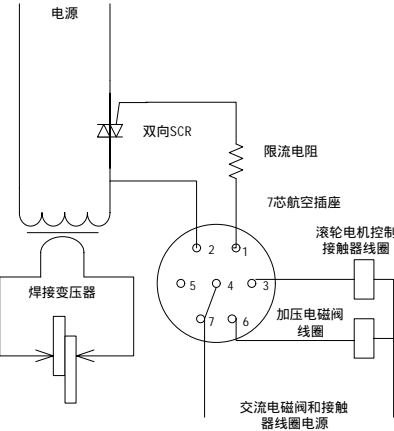 电源
双向SCR
限流电阻
7芯航空插座
滚轮电机控制
接触器线圈
2
1
5
4
3
7
6
焊接变压器
加压电磁阀
线圈
交流电磁阀和接触
器线圈电源